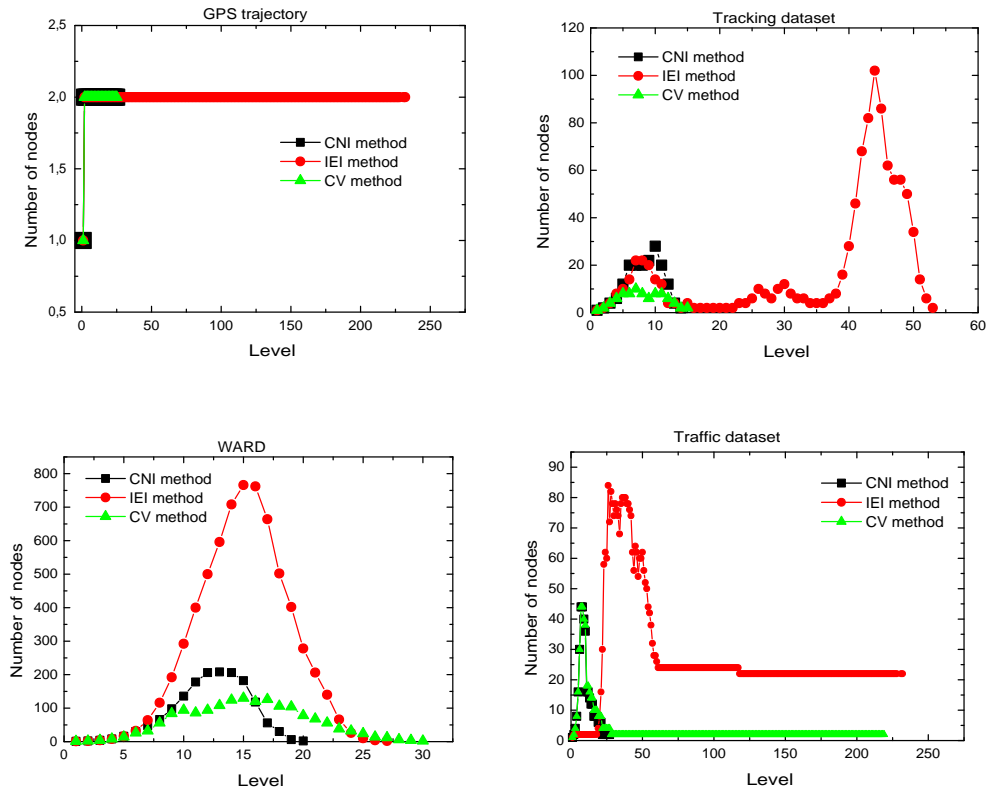 GPS trajectory
2,5
2,0
1,5
1,0
0,5
Number of nodes
CNI method
IEI method
CV method
0 50 100 150 200 250
Level
Tracking dataset
120
100
80
60
40
20
0
Number of nodes
CNI method
IEI method
CV method
0 10 20 30 40 50 60
Level
WARD
800
700
600
500
400
300
200
100
0
Number of nodes
CNI method
IEI method
CV method
0 5 10 15 20 25 30
Level
Traffic dataset
90
80
70
60
50
40
30
20
10
0
Number of nodes
CNI method
IEI method
CV method
0 50 100 150 200 250
Level